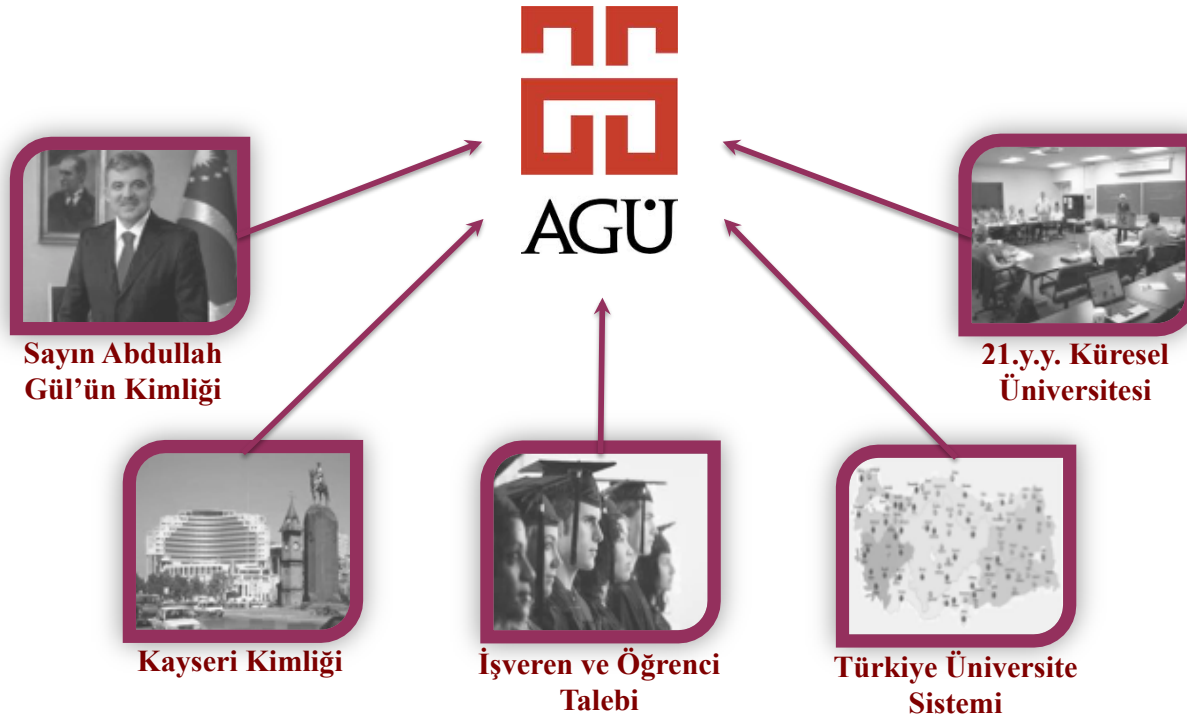 AGÜ
Sayın Abdullah
Gül’ün Kimliği
21.y.y. Küresel
Üniversitesi
Kayseri Kimliği
İşveren ve Öğrenci
Talebi
Türkiye Üniversite
Sistemi